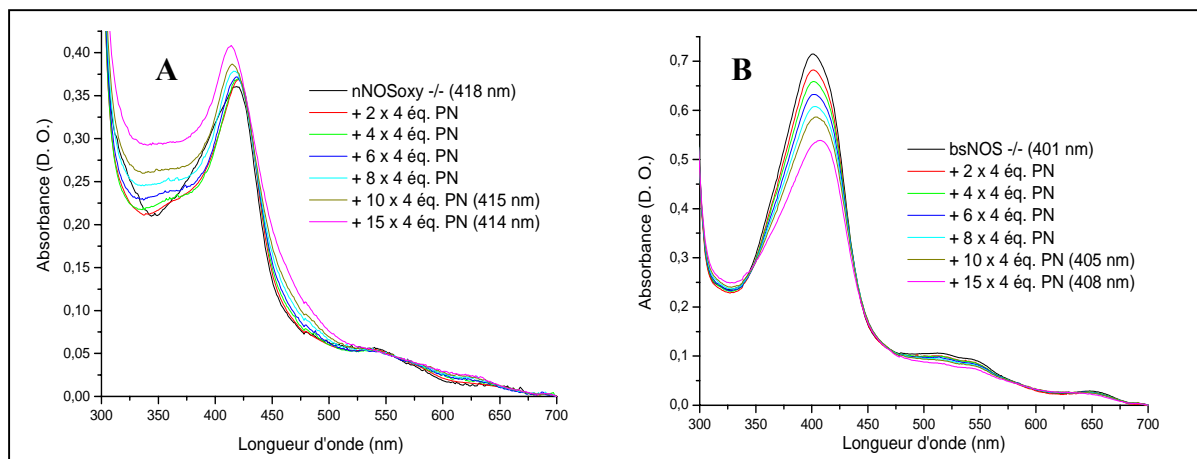 A
0,40
0,35
0,30
0,25
0,20
0,15
0,10
0,05
0,00
Absorbance (D. O.)
300 350 400 450 500 550 600 650 700
Longueur d'onde (nm)
nNOSoxy -/- (418 nm)
+ 2 x 4 éq. PN
+ 4 x 4 éq. PN
+ 6 x 4 éq. PN
+ 8 x 4 éq. PN
+ 10 x 4 éq. PN (415 nm)
+ 15 x 4 éq. PN (414 nm)
B
0,7
0,6
0,5
0,4
0,3
0,2
0,1
0,0
Absorbance (D. O.)
300 350 400 450 500 550 600 650 700
Longueur d'onde (nm)
bsNOS -/- (401 nm)
+ 2 x 4 éq. PN
+ 4 x 4 éq. PN
+ 6 x 4 éq. PN
+ 8 x 4 éq. PN
+ 10 x 4 éq. PN (405 nm)
+ 15 x 4 éq. PN (408 nm)